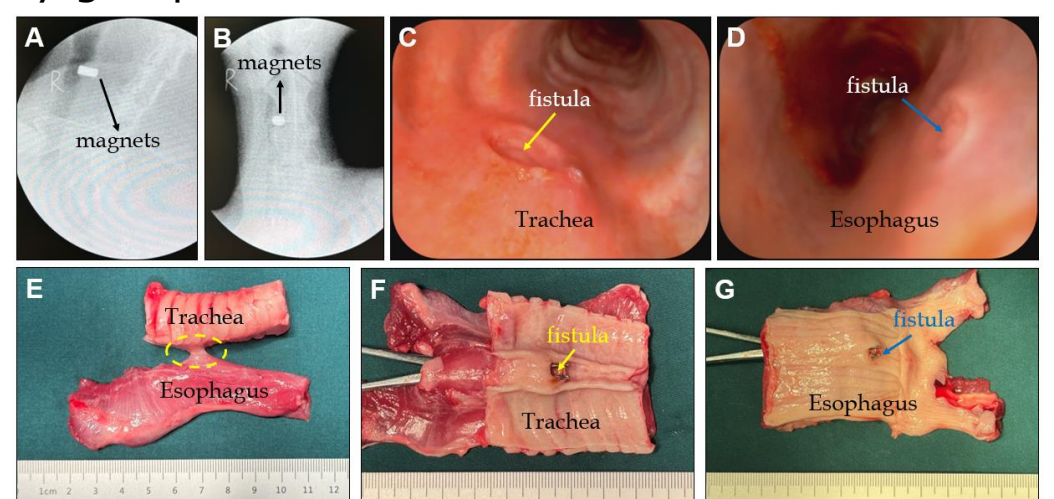 A
R
magnets
B
R
magnets
C
fistula
Trachea
D
fistula
Esophagus
E
Trachea
Esophagus
1cm 2 3 4 5 6 7 8 9 10 11 12
F
fistula
Trachea
G
fistula
Esophagus